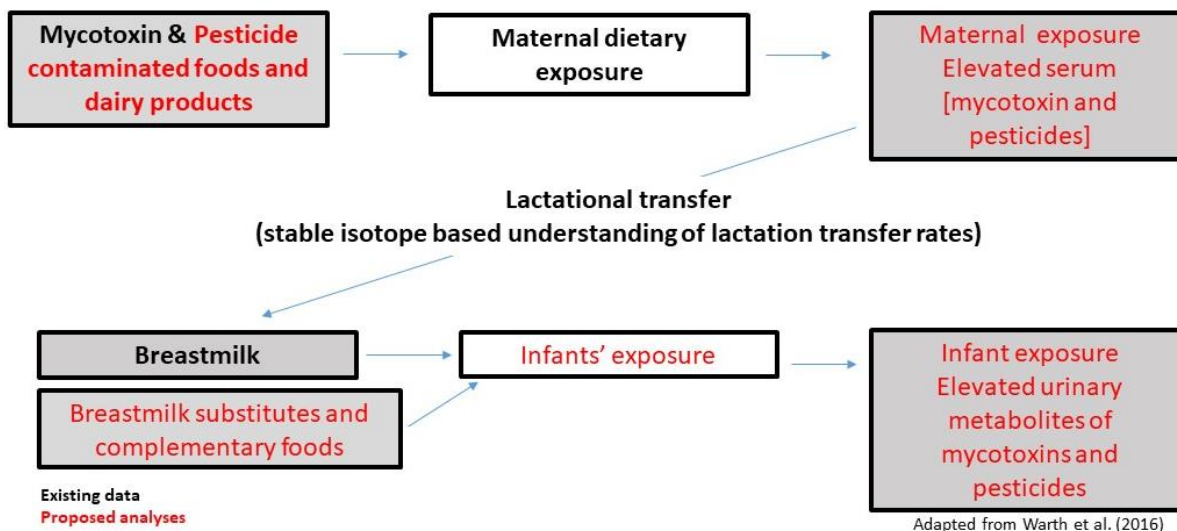 Mycotoxin & Pesticide
contaminated foods and
dairy products
Maternal dietary
exposure
Maternal exposure
Elevated serum
[mycotoxin and
pesticides]
Lactational transfer
(stable isotope based understanding of lactation transfer rates)
Breastmilk
Breastmilk substitutes and
complementary foods
Infants’ exposure
Infant exposure
Elevated urinary
metabolites of
mycotoxins and
pesticides
Existing data
Proposed analyses
Adapted from Warth et al. (2016)